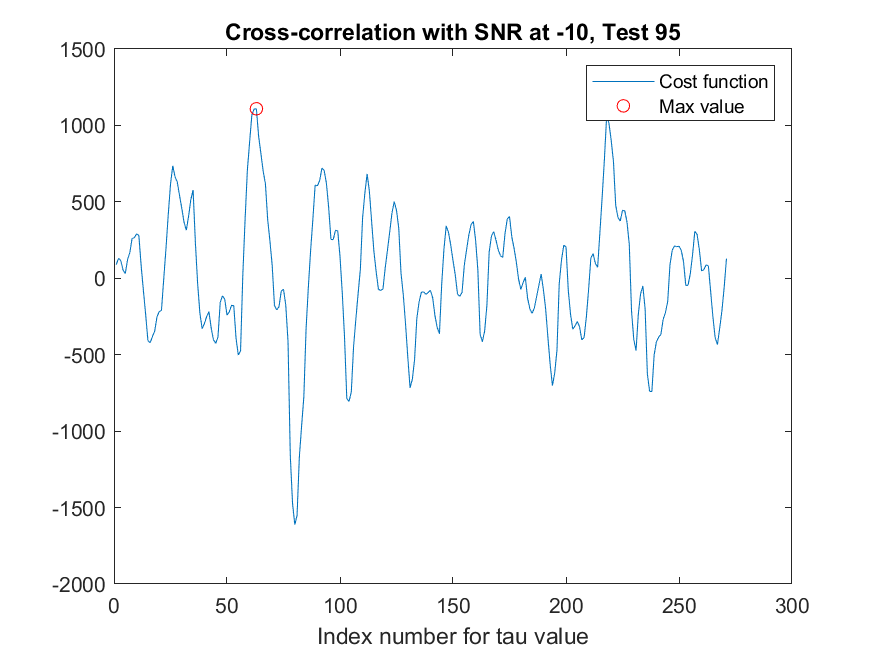 Cross-correlation with SNR at -10, Test 95
1500
1000
500
0
-500
-1000
-1500
-2000
Cost function
Max value
0 50 100 150 200 250 300
Index number for tau value